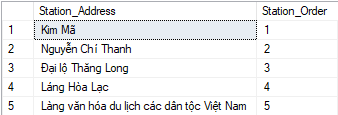 Station_Address Station_Order
1 Kim Mã 1
2 Nguyễn Chí Thanh 2
3 Đại lộ Thăng Long 3
4 Láng Hòa Lạc 4
5 Làng văn hóa du lịch các dân tộc Việt Nam 5